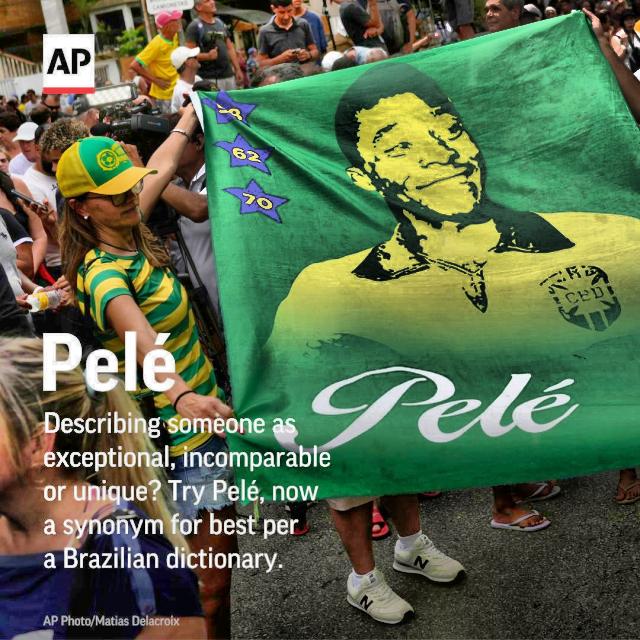 AP
62
70
CBD
Pelé
Pelé
Describing someone as
exceptional, incomparable
or unique? Try Pelé, now
a synonym for best per
a Brazilian dictionary.
N
N
AP Photo/Matias Delacroix